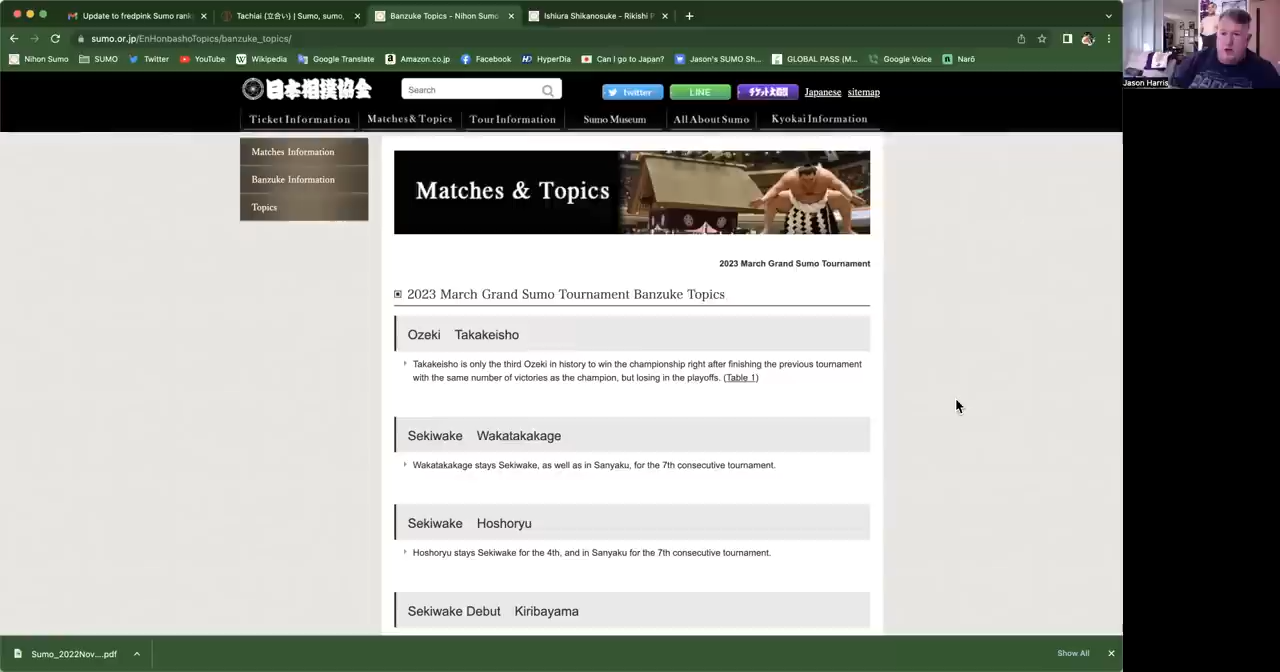 Update to fredpink Sumo rank
Tachiai (立合い) | Sumo, sumo,
Banzuke Topics - Nihon Sumo
Ishiura Shikanosuke - Rikishi P
sumo.or.jp/EnHonbashoTopics/banzuke_topics/
Nihon Sumo SUMO Twitter YouTube Wikipedia Google Translate Amazon.co.jp Facebook HyperDia Can I go to Japan? Jason's SUMO Sh... GLOBAL PASS (M... Google Voice Narō
Jason Harris
日本相撲協会
Search
twitter LINE チケット大相撲 Japanese sitemap
Ticket Information Matches & Topics Tour Information Sumo Museum All About Sumo Kyokai Information
Matches Information
Banzuke Information
Topics
Matches & Topics
2023 March Grand Sumo Tournament
2023 March Grand Sumo Tournament Banzuke Topics
Ozeki Takakeisho
Takakeisho is only the third Ozeki in history to win the championship right after finishing the previous tournament
with the same number of victories as the champion, but losing in the playoffs. (Table 1)
Sekiwake Wakatakakage
Wakatakakage stays Sekiwake, as well as in Sanyaku, for the 7th consecutive tournament.
Sekiwake Hoshoryu
Hoshoryu stays Sekiwake for the 4th, and in Sanyaku for the 7th consecutive tournament.
Sekiwake Debut Kiribayama
Sumo_2022Nov....pdf
Show All